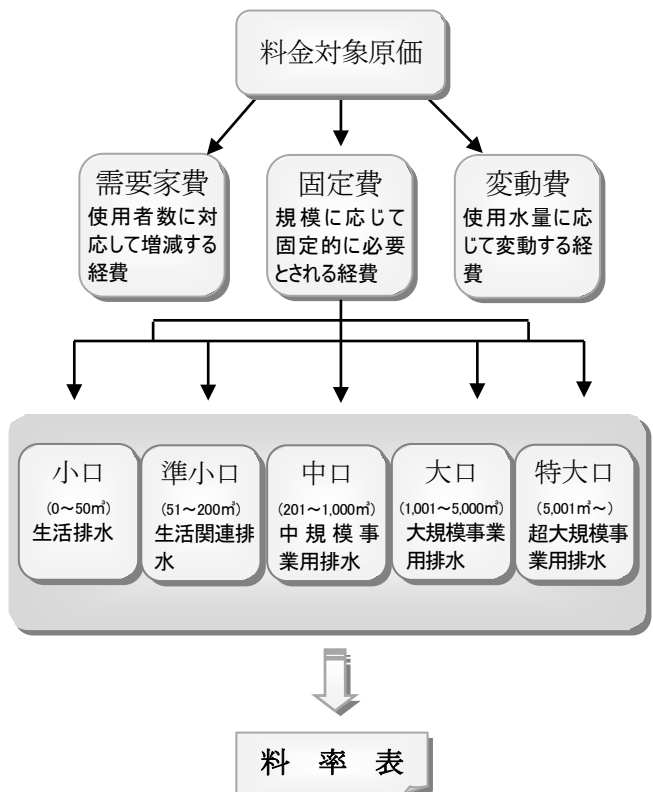 料金対象原価
需要家費
使用者数に対
応して増減する
経費
固定費
規模に応じて
固定的に必要
とされる経費
変動費
使用水量に応
じて変動する経
費
小口
(0～50㎥)
生活排水
準小口
(51～200㎥)
生活関連排
水
中口
(201～1,000㎥)
中規模事
業用排水
大口
(1,001～5,000㎥)
大規模事業
用排水
特大口
(5,001㎥～)
超大規模事
業用排水
料 率 表